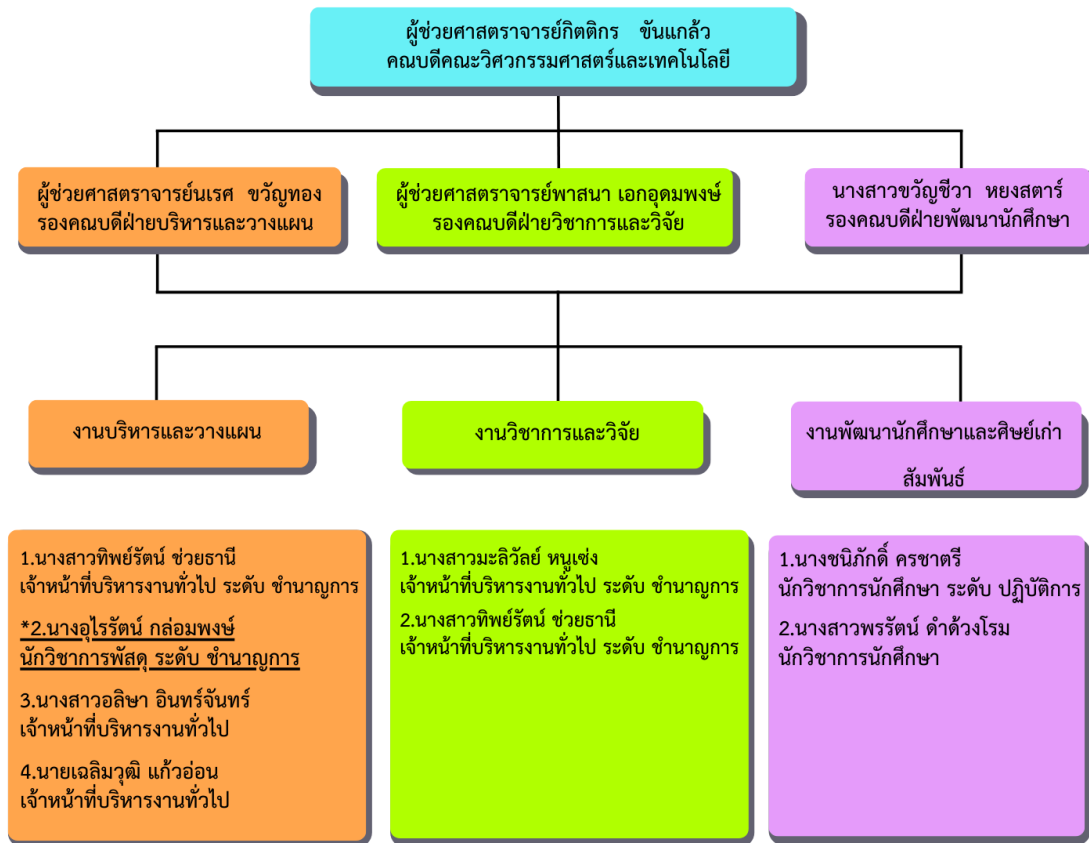 ผู้ช่วยศาสตราจารย์กิตติกร ขันแกล้ว
คณบดีคณะวิศวกรรมศาสตร์และเทคโนโลยี
ผู้ช่วยศาสตราจารย์นเรศ ขวัญทอง
รองคณบดีฝ่ายบริหารและวางแผน
ผู้ช่วยศาสตราจารย์พาสนา เอกอุดมพงษ์
รองคณบดีฝ่ายวิชาการและวิจัย
นางสาวขวัญชีวา หยงสตาร์
รองคณบดีฝ่ายพัฒนานักศึกษา
งานบริหารและวางแผน
งานวิชาการและวิจัย
งานพัฒนานักศึกษาและศิษย์เก่า
สัมพันธ์
1.นางสาวทิพย์รัตน์ ช่วยธานี
เจ้าหน้าที่บริหารงานทั่วไป ระดับ ชำนาญการ
*2.นางอุไรรัตน์ กล่อมพงษ์
นักวิชาการพัสดุ ระดับ ชำนาญการ
3.นางสาวอลิษา อินทร์จันทร์
เจ้าหน้าที่บริหารงานทั่วไป
4.นายเฉลิมวุฒิ แก้วอ่อน
เจ้าหน้าที่บริหารงานทั่วไป
1.นางสาวมะลิวัลย์ หนูเซ่ง
เจ้าหน้าที่บริหารงานทั่วไป ระดับ ชำนาญการ
2.นางสาวทิพย์รัตน์ ช่วยธานี
เจ้าหน้าที่บริหารงานทั่วไป ระดับ ชำนาญการ
1.นางชนิภักดิ์ ครชาตรี
นักวิชาการนักศึกษา ระดับ ปฏิบัติการ
2.นางสาวพรรัตน์ ดำด้วงโรม
นักวิชาการนักศึกษา